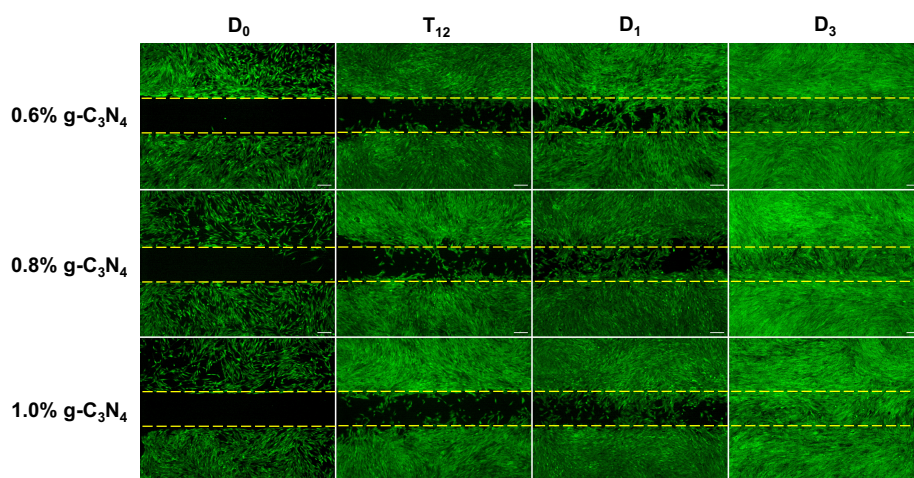 D₀ T₁₂ D₁ D₃
0.6% g-C₃N₄
0.8% g-C₃N₄
1.0% g-C₃N₄